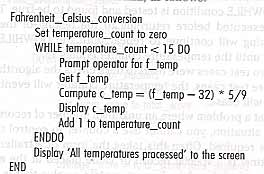 Fahrenheit_Celsius_conversion
Set temperature_count to zero
WHILE temperature_count < 15 DO
Prompt operator for f_temp
Get f_temp
Compute c_temp = (f_temp – 32) * 5/9
Display c_temp
Add 1 to temperature_count
ENDDO
Display 'All temperatures processed' to the screen
END